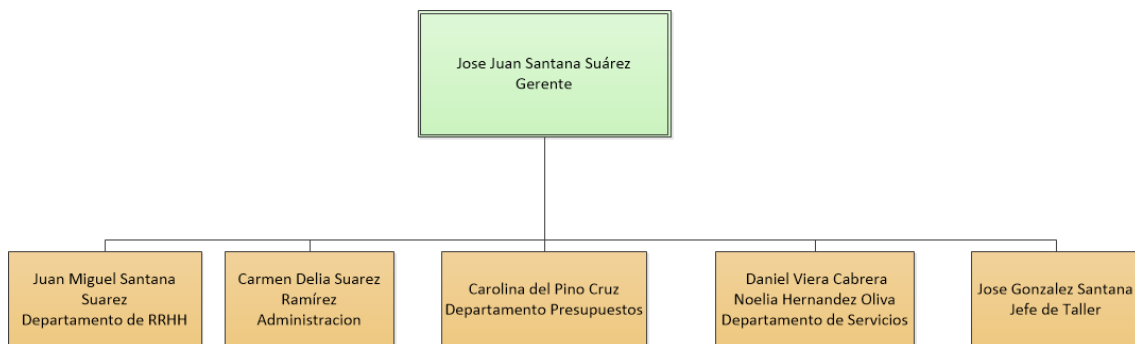 Jose Juan Santana Suárez
Gerente
Juan Miguel Santana
Suarez
Departamento de RRHH
Carmen Delia Suarez
Ramírez
Administracion
Carolina del Pino Cruz
Departamento Presupuestos
Daniel Viera Cabrera
Noelia Hernandez Oliva
Departamento de Servicios
Jose Gonzalez Santana
Jefe de Taller